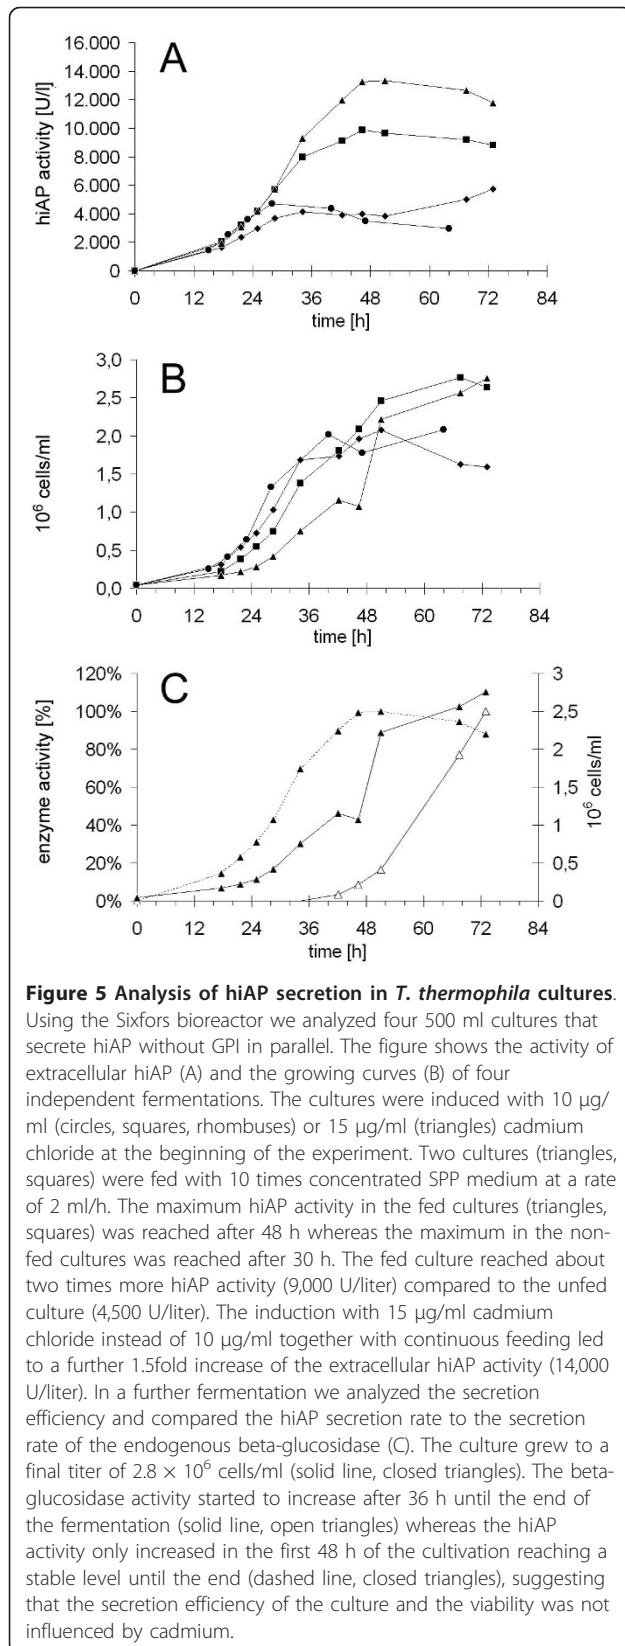 A
16.000
14.000
12.000
10.000
8.000
6.000
4.000
2.000
0
hiAP activity [U/l]
0 12 24 36 48 60 72 84
time [h]
B
3,0
2,5
2,0
1,5
1,0
0,5
0,0
10⁶ cells/ml
0 12 24 36 48 60 72 84
time [h]
C
120%
100%
80%
60%
40%
20%
0%
enzyme activity [%]
3
2,5
2
1,5
1
0,5
0
10⁶ cells/ml
0 12 24 36 48 60 72 84
time [h]
Figure 5 Analysis of hiAP secretion in T. thermophila cultures.
Using the Sixfors bioreactor we analyzed four 500 ml cultures that
secrete hiAP without GPI in parallel. The figure shows the activity of
extracellular hiAP (A) and the growing curves (B) of four
independent fermentations. The cultures were induced with 10 μg/
ml (circles, squares, rhombuses) or 15 μg/ml (triangles) cadmium
chloride at the beginning of the experiment. Two cultures (triangles,
squares) were fed with 10 times concentrated SPP medium at a rate
of 2 ml/h. The maximum hiAP activity in the fed cultures (triangles,
squares) was reached after 48 h whereas the maximum in the non-
fed cultures was reached after 30 h. The fed culture reached about
two times more hiAP activity (9,000 U/liter) compared to the unfed
culture (4,500 U/liter). The induction with 15 μg/ml cadmium
chloride instead of 10 μg/ml together with continuous feeding led
to a further 1.5fold increase of the extracellular hiAP activity (14,000
U/liter). In a further fermentation we analyzed the secretion
efficiency and compared the hiAP secretion rate to the secretion
rate of the endogenous beta-glucosidase (C). The culture grew to a
final titer of 2.8 × 10⁶ cells/ml (solid line, closed triangles). The beta-
glucosidase activity started to increase after 36 h until the end of
the fermentation (solid line, open triangles) whereas the hiAP
activity only increased in the first 48 h of the cultivation reaching a
stable level until the end (dashed line, closed triangles), suggesting
that the secretion efficiency of the culture and the viability was not
influenced by cadmium.